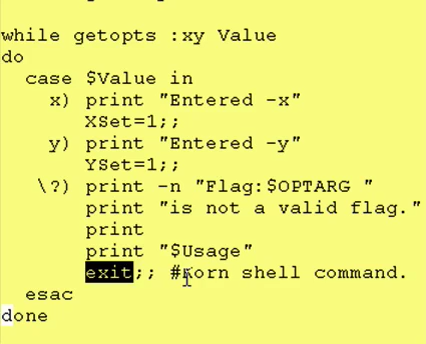 while getopts :xy Value
do
case $Value in
x) print "Entered -x"
XSet=1;;
y) print "Entered -y"
YSet=1;;
\?) print -n "Flag:$OPTARG "
print "is not a valid flag."
print
print "$Usage"
exit;; #Korn shell command.
esac
done